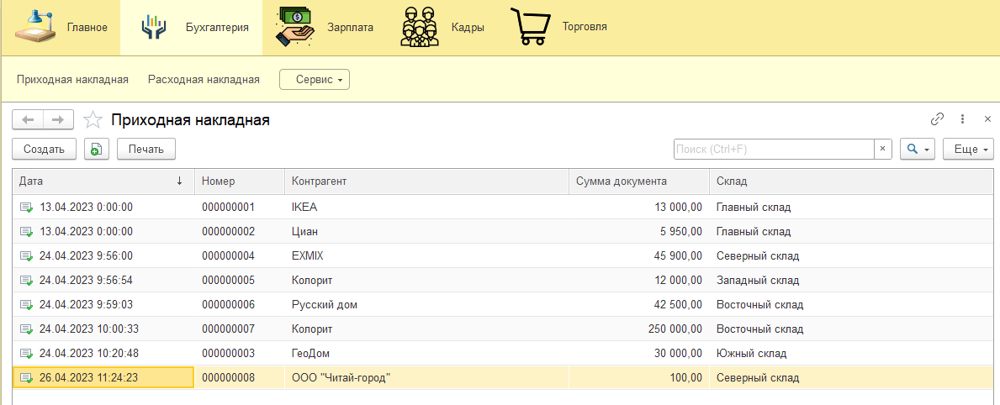 Главное Бухгалтерия Зарплата Кадры Торговля
Приходная накладная Расходная накладная Сервис
Приходная накладная
Создать Печать Поиск (Ctrl+F) × Еще
Дата ↓ Номер Контрагент Сумма документа Склад
13.04.2023 0:00:00 000000001 IKEA 13 000,00 Главный склад
13.04.2023 0:00:00 000000002 Циан 5 950,00 Главный склад
24.04.2023 9:56:00 000000004 EXMIX 45 900,00 Северный склад
24.04.2023 9:56:54 000000005 Колорит 12 000,00 Западный склад
24.04.2023 9:59:03 000000006 Русский дом 42 500,00 Восточный склад
24.04.2023 10:00:33 000000007 Колорит 250 000,00 Восточный склад
24.04.2023 10:20:48 000000003 ГеоДом 30 000,00 Южный склад
26.04.2023 11:24:23 000000008 ООО "Читай-город" 100,00 Северный склад